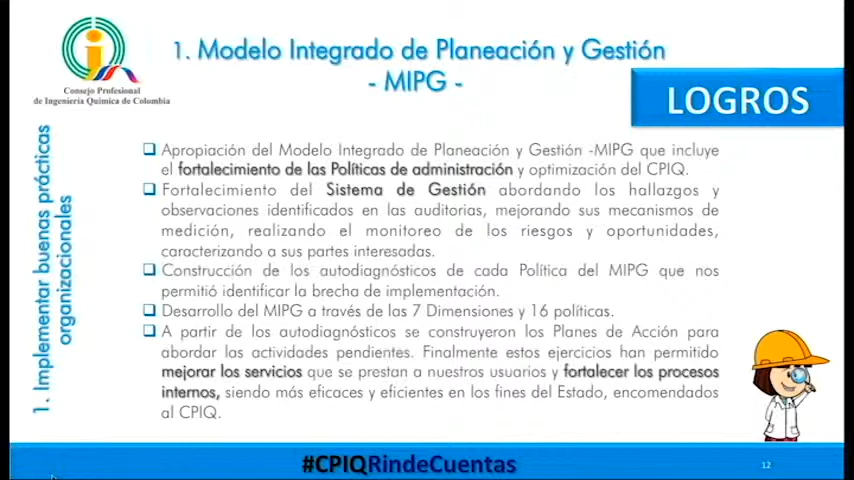 1. Modelo Integrado de Planeación y Gestión
- MIPG -
LOGROS
Consejo Profesional
de Ingeniería Química de Colombia
1. Implementar buenas prácticas
organizacionales
Apropiación del Modelo Integrado de Planeación y Gestión -MIPG que incluye
el fortalecimiento de las Políticas de administración y optimización del CPIQ.
Fortalecimiento del Sistema de Gestión abordando los hallazgos y
observaciones identificados en las auditorias, mejorando sus mecanismos de
medición, realizando el monitoreo de los riesgos y oportunidades,
caracterizando a sus partes interesadas.
Construcción de los autodiagnósticos de cada Política del MIPG que nos
permitió identificar la brecha de implementación.
Desarrollo del MIPG a través de las 7 Dimensiones y 16 políticas.
A partir de los autodiagnósticos se construyeron los Planes de Acción para
abordar las actividades pendientes. Finalmente estos ejercicios han permitido
mejorar los servicios que se prestan a nuestros usuarios y fortalecer los procesos
internos, siendo más eficaces y eficientes en los fines del Estado, encomendados
al CPIQ.
#CPIQRindeCuentas
12